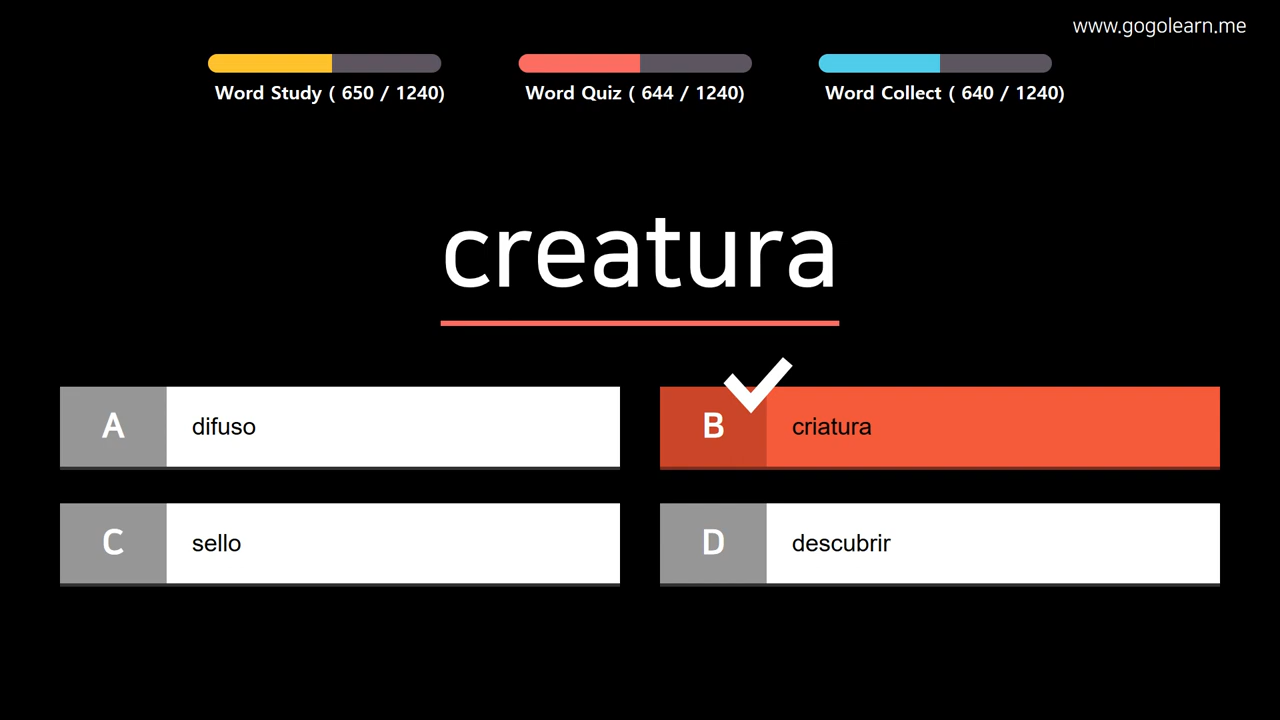 www.gogolearn.me
Word Study ( 650 / 1240)
Word Quiz ( 644 / 1240)
Word Collect ( 640 / 1240)
creatura
A difuso
B criatura
C sello
D descubrir